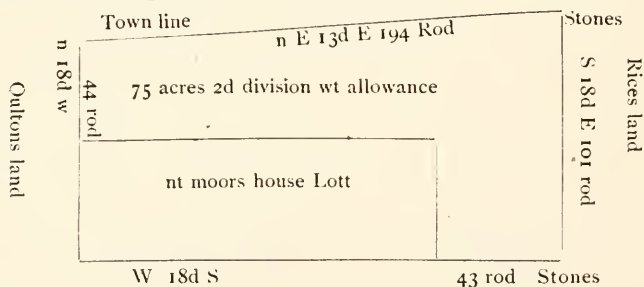 Town line
Stones
n E 13d E 194 Rod
n 18d w
44 rod
75 acres 2d division wt allowance
Oultons land
S 18d E 101 rod
Rices land
nt moors house Lott
W 18d S
43 rod Stones